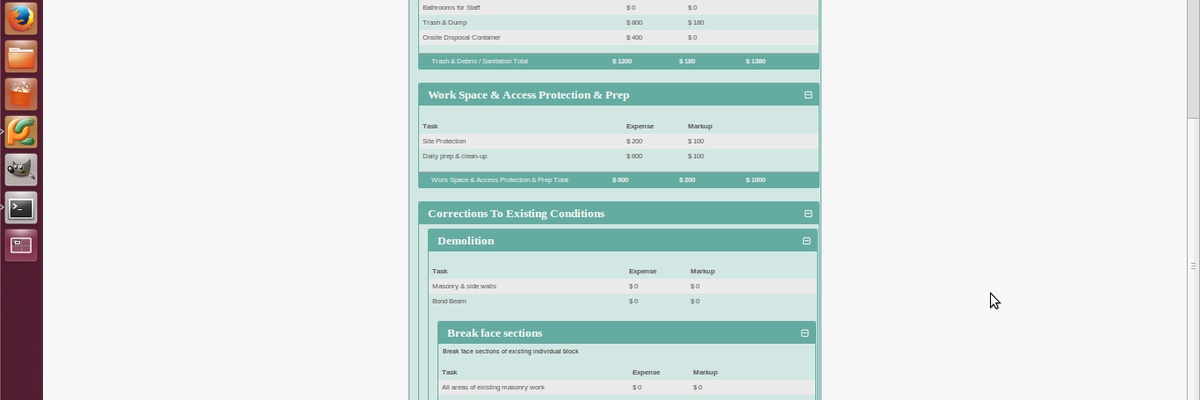 Bathrooms for Staff $ 0 $ 0
Trash & Dump $ 800 $ 180
Onsite Disposal Container $ 400 $ 0
Trash & Debris / Sanitation Total $ 1200 $ 180 $ 1380
Work Space & Access Protection & Prep
Task Expense Markup
Site Protection $ 200 $ 100
Daily prep & clean-up $ 600 $ 100
Work Space & Access Protection & Prep Total $ 800 $ 200 $ 1000
Corrections To Existing Conditions
Demolition
Task Expense Markup
Masonry & side walls $ 0 $ 0
Bond Beam $ 0 $ 0
Break face sections
Break face sections of existing individual block
Task Expense Markup
All areas of existing masonry work $ 0 $ 0